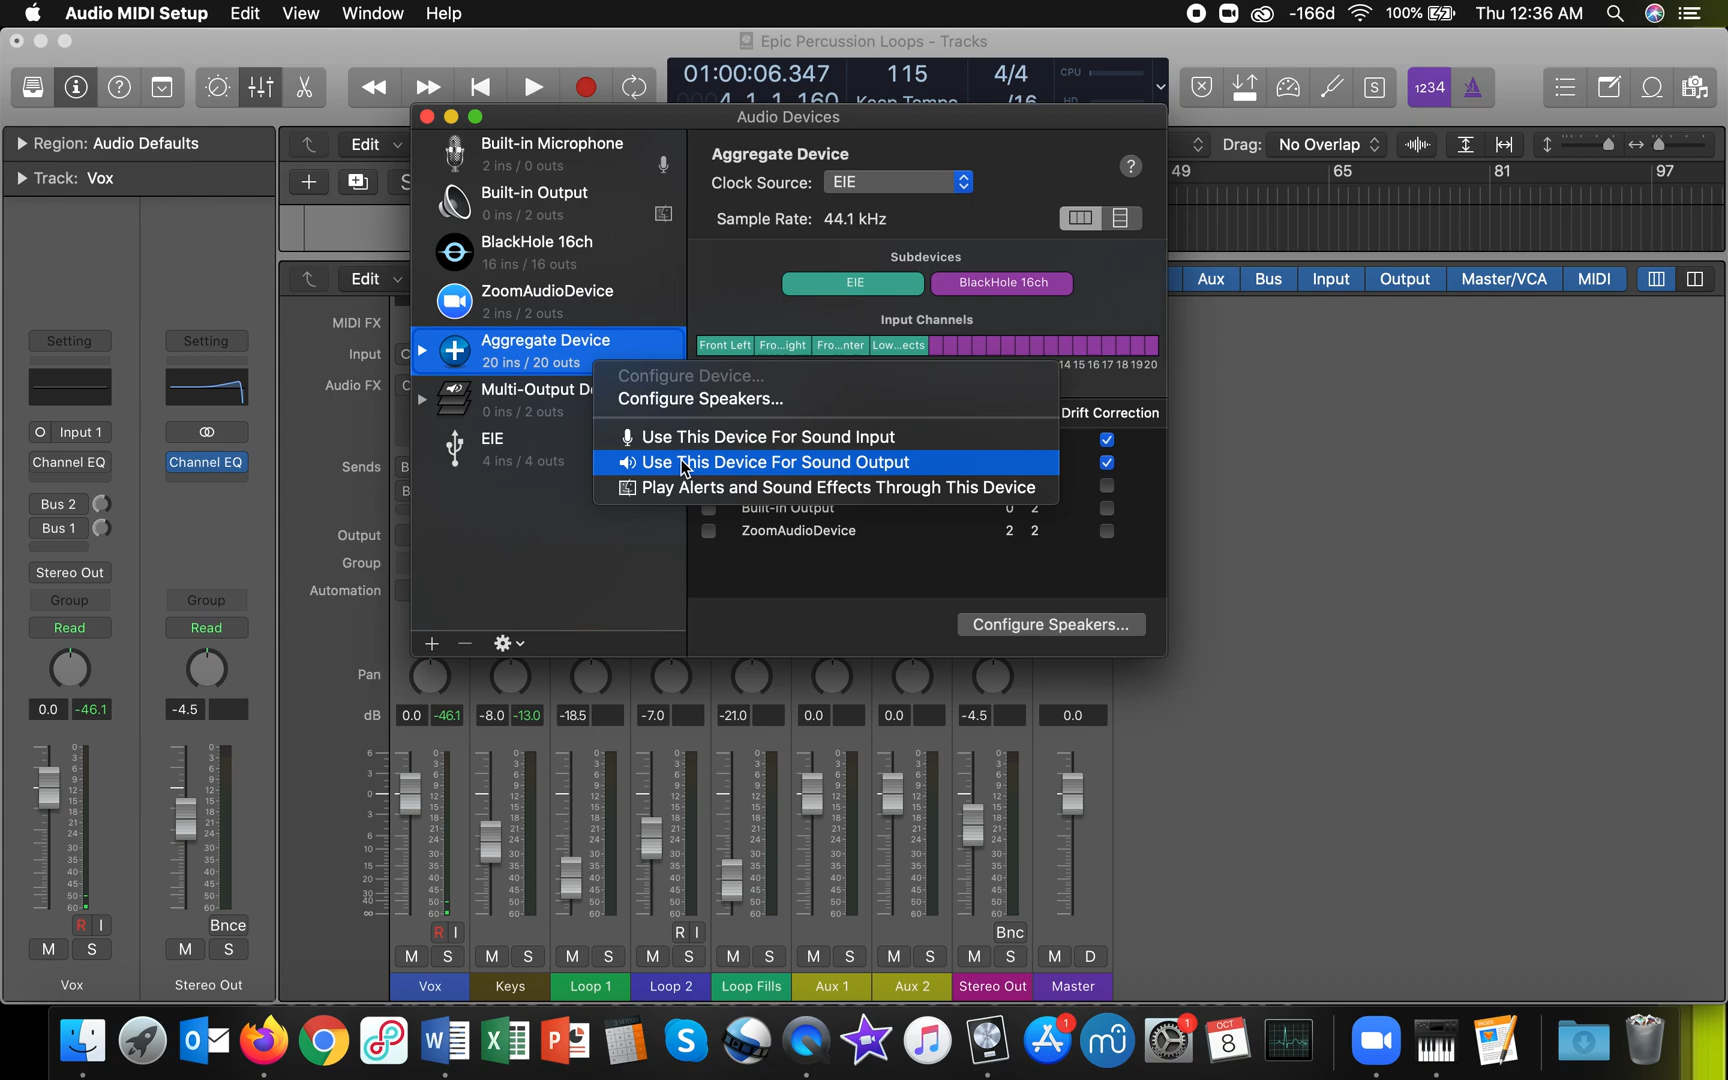 Audio MIDI Setup Edit View Window Help -166d 100% Thu 12:36 AM
Epic Percussion Loops - Tracks
01:00:06.347 115 4/4 CPU
4 1 1 160 Keep Tempo /16 HD
1234
Audio Devices
Region: Audio Defaults
Edit
Drag: No Overlap
Track: Vox
49 65 81 97
Built-in Microphone
2 ins / 0 outs
Built-in Output
0 ins / 2 outs
BlackHole 16ch
16 ins / 16 outs
ZoomAudioDevice
2 ins / 2 outs
Aggregate Device
20 ins / 20 outs
Multi-Output De
0 ins / 2 outs
EIE
4 ins / 4 outs
Aggregate Device
Clock Source: EIE
Sample Rate: 44.1 kHz
?
Subdevices
EIE BlackHole 16ch
Input Channels
Front Left Fro...ight Fro...nter Low...ects
14 15 16 17 18 19 20
Configure Device...
Configure Speakers...
Use This Device For Sound Input
Use This Device For Sound Output
Play Alerts and Sound Effects Through This Device
Drift Correction
Built-in Output 0 2
ZoomAudioDevice 2 2
Configure Speakers...
Edit
Aux Bus Input Output Master/VCA MIDI
MIDI FX
Input
Audio FX
Sends
Output
Group
Automation
Pan
dB
Setting Setting
Input 1
Channel EQ Channel EQ
Bus 2
Bus 1
Stereo Out
Group Group
Read Read
0.0 -46.1 -4.5
0.0 -46.1 -8.0 -13.0 -18.5 -7.0 -21.0 0.0 0.0 -4.5 0.0
R I Bnce
M S M S
Vox Stereo Out
R I R I Bnc
M S M S M S M S M S M S M S M S M D
Vox Keys Loop 1 Loop 2 Loop Fills Aux 1 Aux 2 Stereo Out Master
OCT
8
1 1